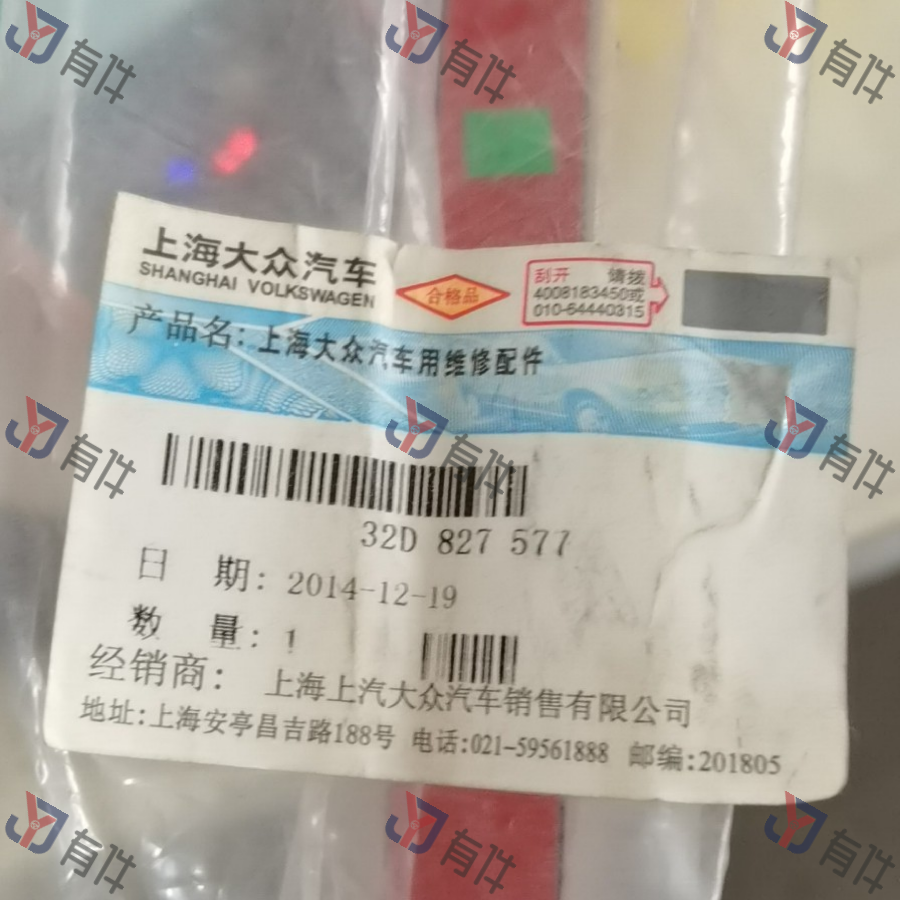 有件
有件
有件
上海大众汽车
SHANGHAI VOLKSWAGEN
合格品
刮开 请拨
4008183450或
010-64440315
产品名: 上海大众汽车用维修配件
有件
有件
有件
32D 827 577
日 期: 2014-12-19
数 量: 1
经销商: 上海上汽大众汽车销售有限公司
地址:上海安亭昌吉路188号 电话:021-59561888 邮编:201805
有件
有件
有件